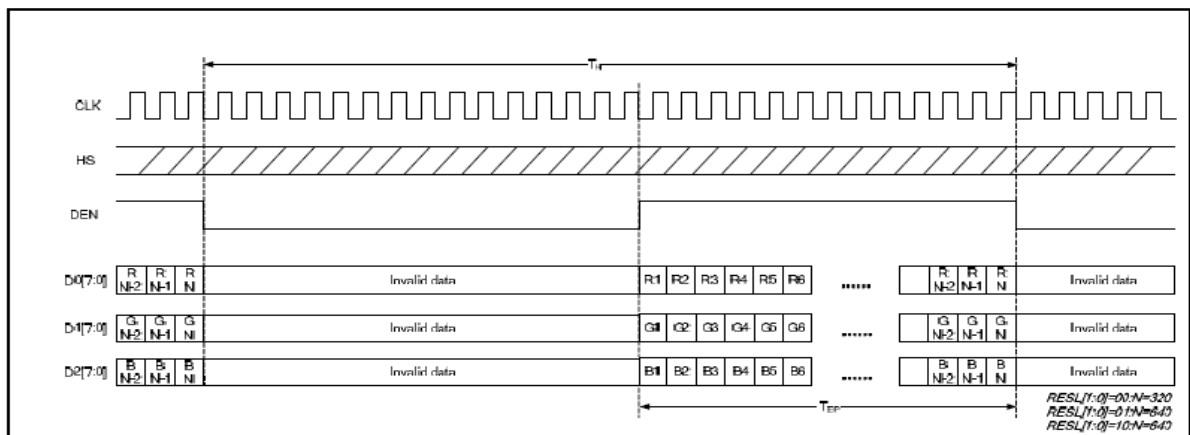 TH
CLK
HS
DEN
D0[7:0] R N-2 R N-1 R N Invalid data R1 R2 R3 R4 R5 R6 ...... R N-2 R N-1 R N Invalid data
D1[7:0] G N-2 G N-1 G N Invalid data G1 G2 G3 G4 G5 G6 ...... G N-2 G N-1 G N Invalid data
D2[7:0] B N-2 B N-1 B N Invalid data B1 B2 B3 B4 B5 B6 ...... B N-2 B N-1 B N Invalid data
TEP
RESL[1:0]=00:N=320
RESL[1:0]=01:N=640
RESL[1:0]=10:N=640